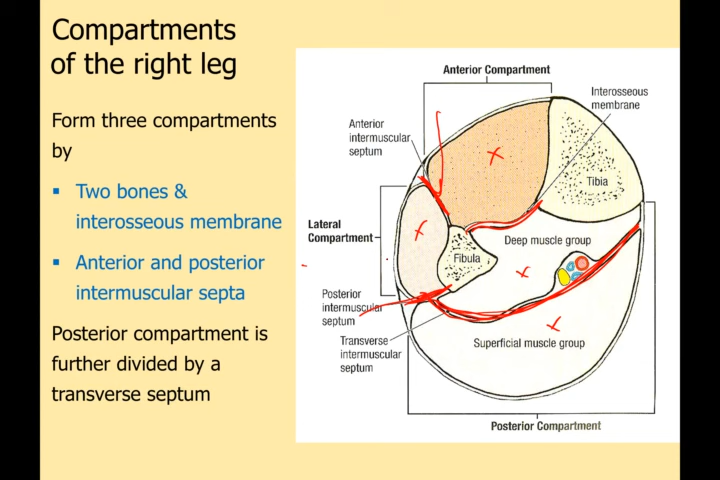 Compartments
of the right leg
Form three compartments
by
▪ Two bones &
interosseous membrane
▪ Anterior and posterior
intermuscular septa
Posterior compartment is
further divided by a
transverse septum
Anterior Compartment
Interosseous
membrane
Anterior
intermuscular
septum
Tibia
Lateral
Compartment
Deep muscle group
Fibula
Posterior
intermuscular
septum
Transverse
intermuscular
septum
Superficial muscle group
Posterior Compartment